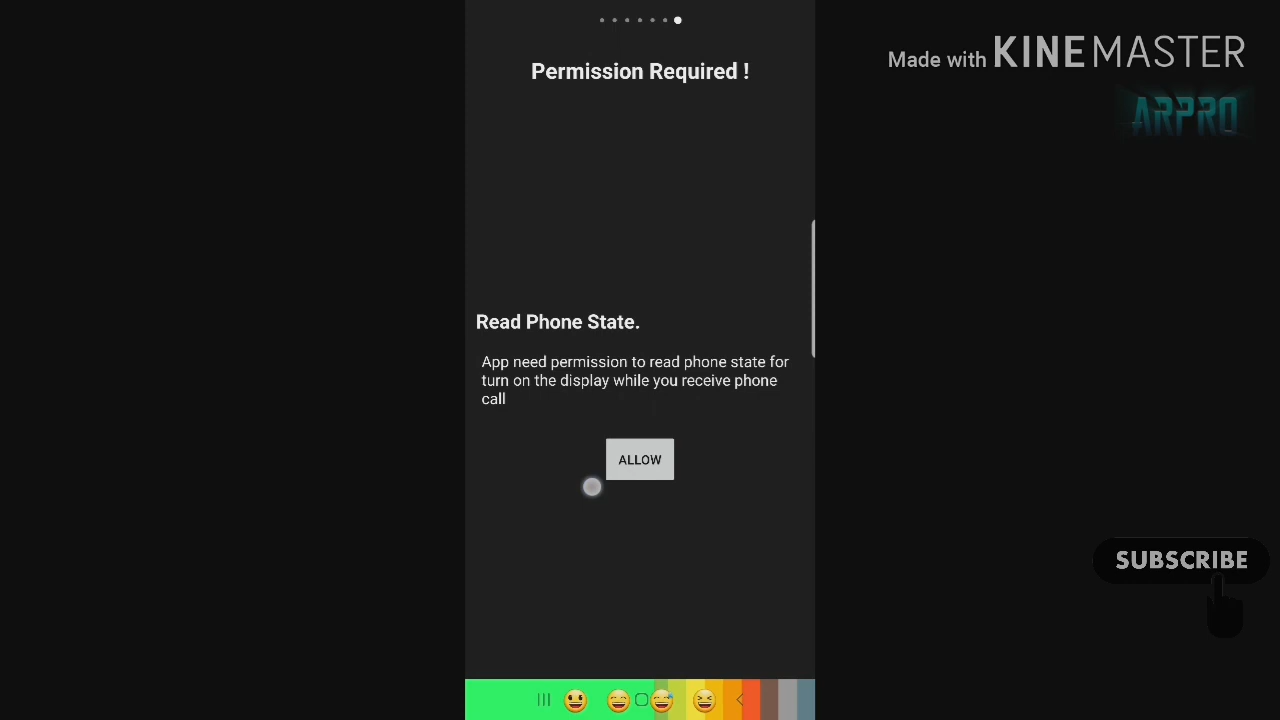 Permission Required !
Made with KINEMASTER
ARPRO
Read Phone State.
App need permission to read phone state for
turn on the display while you receive phone
call
ALLOW
SUBSCRIBE